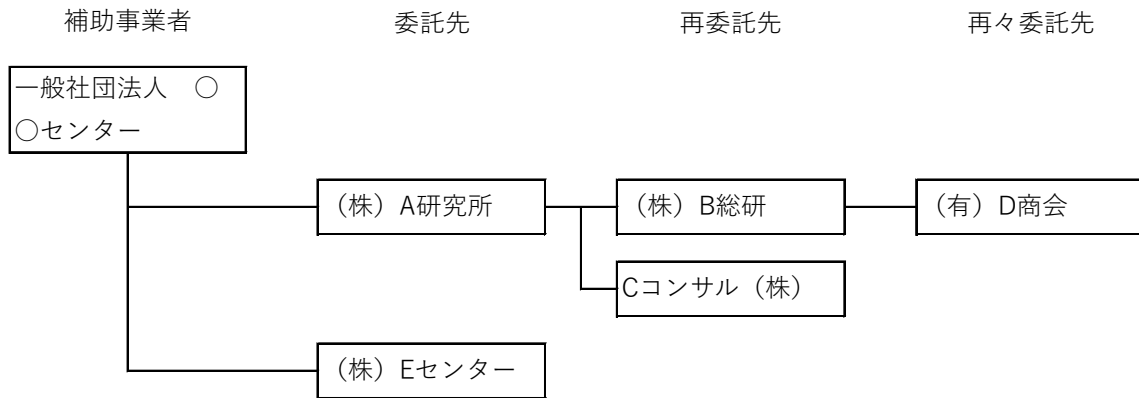 補助事業者 委託先 再委託先 再々委託先
一般社団法人　○
○センター
（株）A研究所 （株）B総研 （有）D商会
Cコンサル（株）
（株）Eセンター